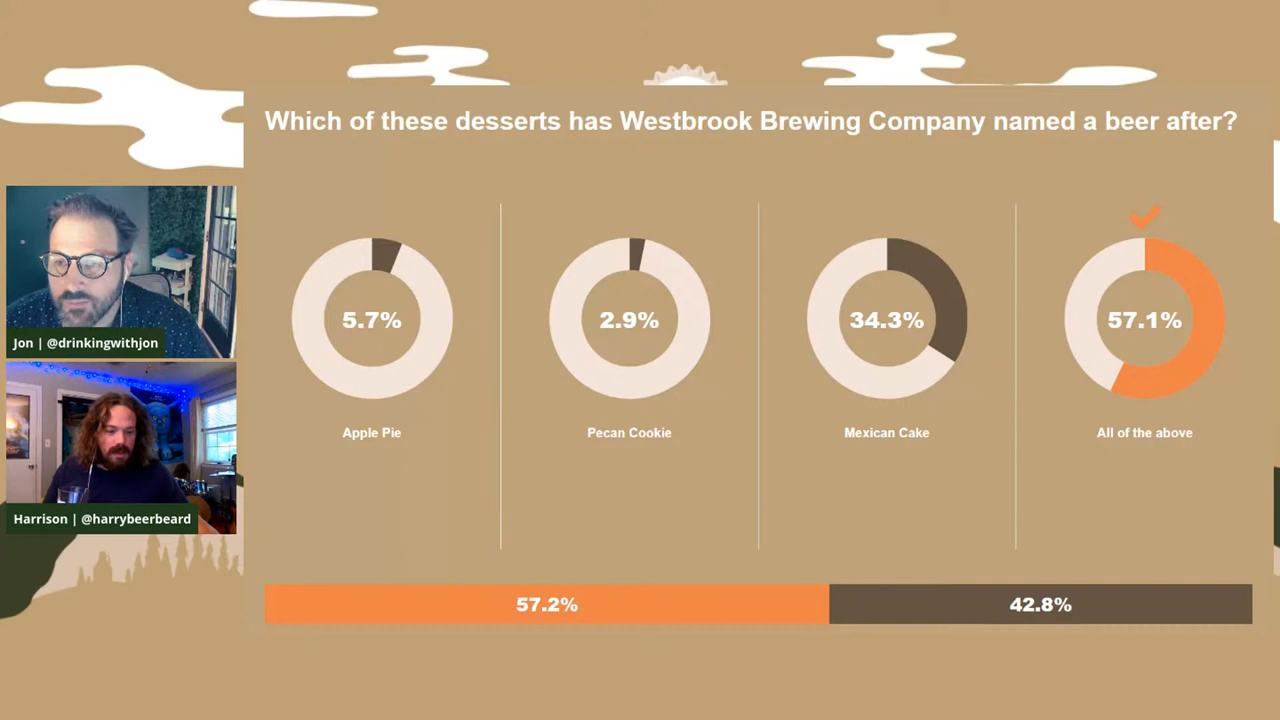 Which of these desserts has Westbrook Brewing Company named a beer after?
Jon | @drinkingwithjon
Harrison | @harrybeerbeard
5.7%
2.9%
34.3%
57.1%
Apple Pie
Pecan Cookie
Mexican Cake
All of the above
57.2%
42.8%